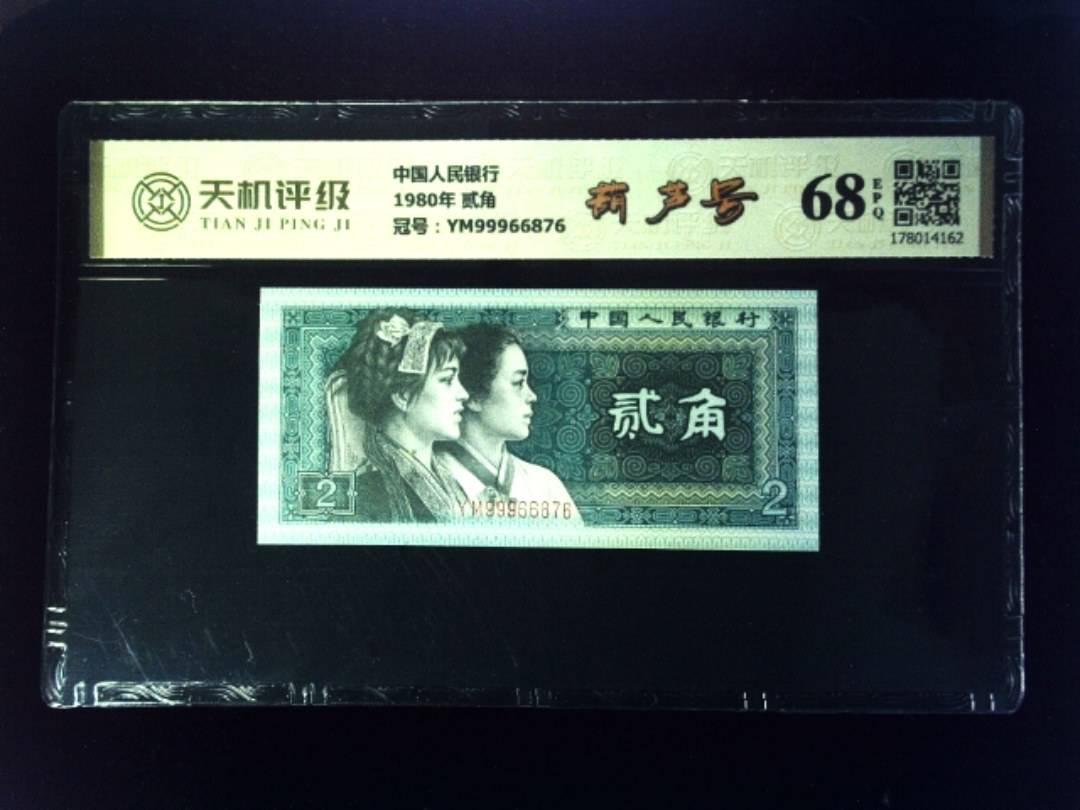 天机评级
TIAN JI PING JI
中国人民银行
1980年 贰角
冠号：YM99966876
葫芦号
68
EPQ
178014162
中国人民银行
贰角
2
2
YM99966876